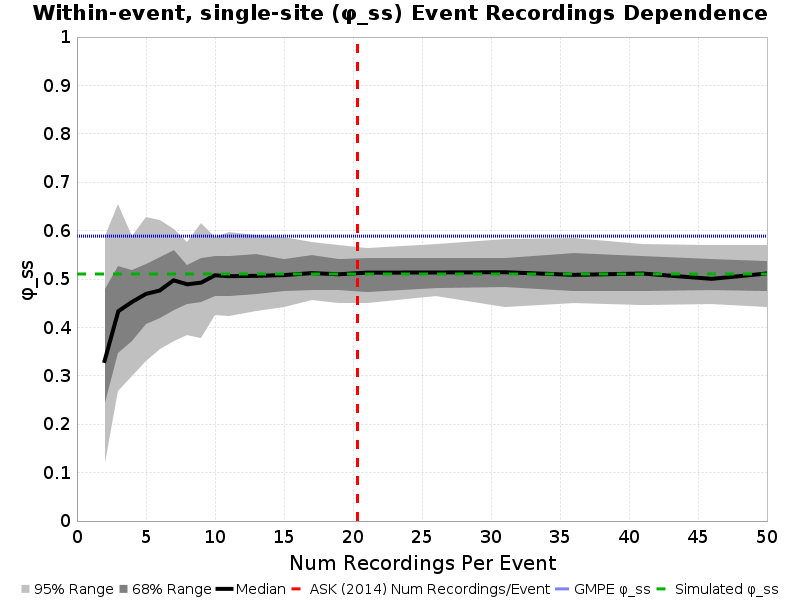 Within-event, single-site (φ_ss) Event Recordings Dependence
1
0.9
0.8
0.7
0.6
0.5
0.4
0.3
0.2
0.1
0
φ_ss
0 5 10 15 20 25 30 35 40 45 50
Num Recordings Per Event
95% Range 68% Range Median ASK (2014) Num Recordings/Event GMPE φ_ss Simulated φ_ss